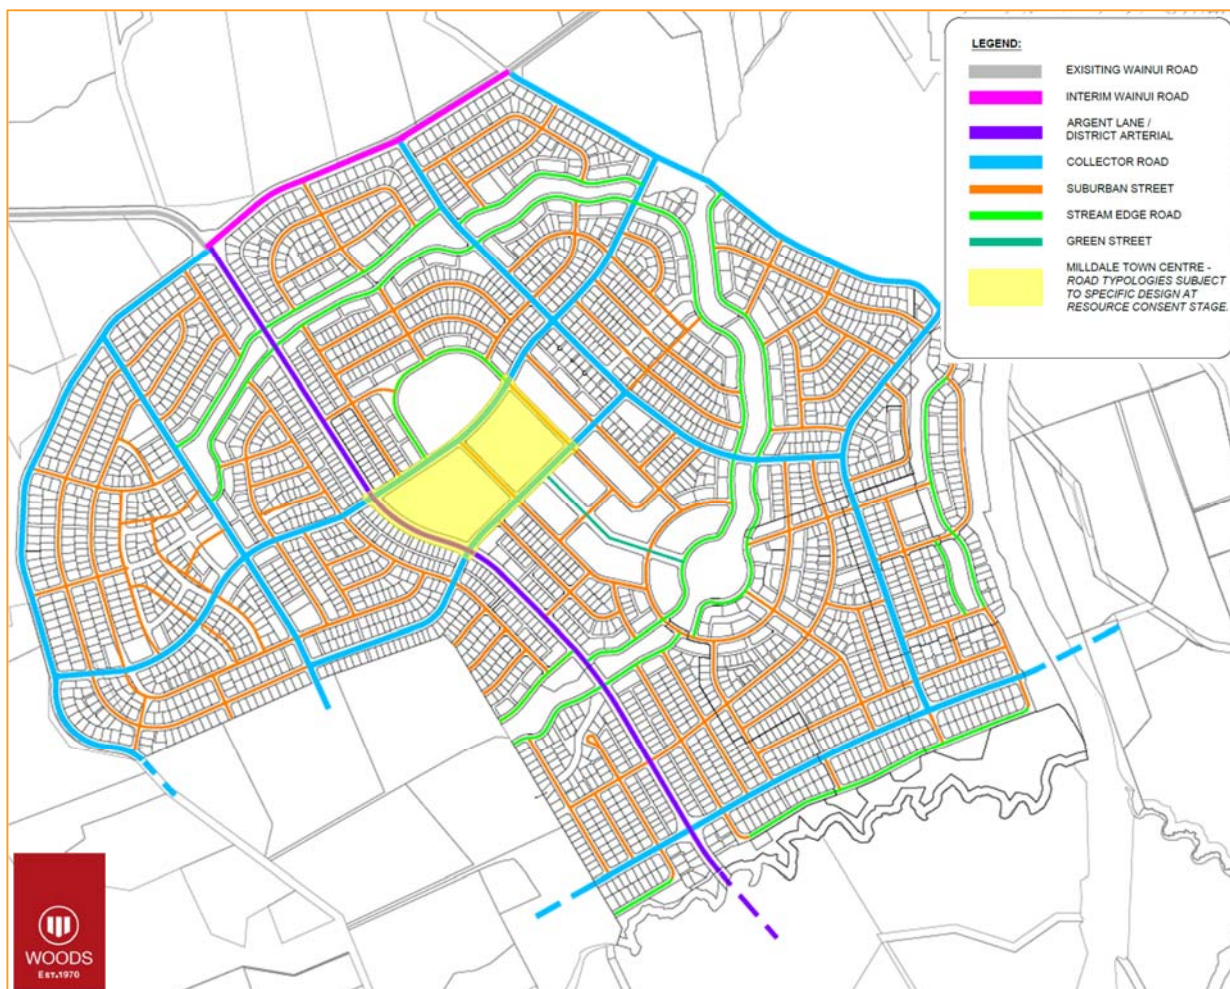 LEGEND:
EXISITING WAINUI ROAD
INTERIM WAINUI ROAD
ARGENT LANE /
DISTRICT ARTERIAL
COLLECTOR ROAD
SUBURBAN STREET
STREAM EDGE ROAD
GREEN STREET
MILLDALE TOWN CENTRE -
ROAD TYPOLOGIES SUBJECT
TO SPECIFIC DESIGN AT
RESOURCE CONSENT STAGE.
WOODS
EST.1970